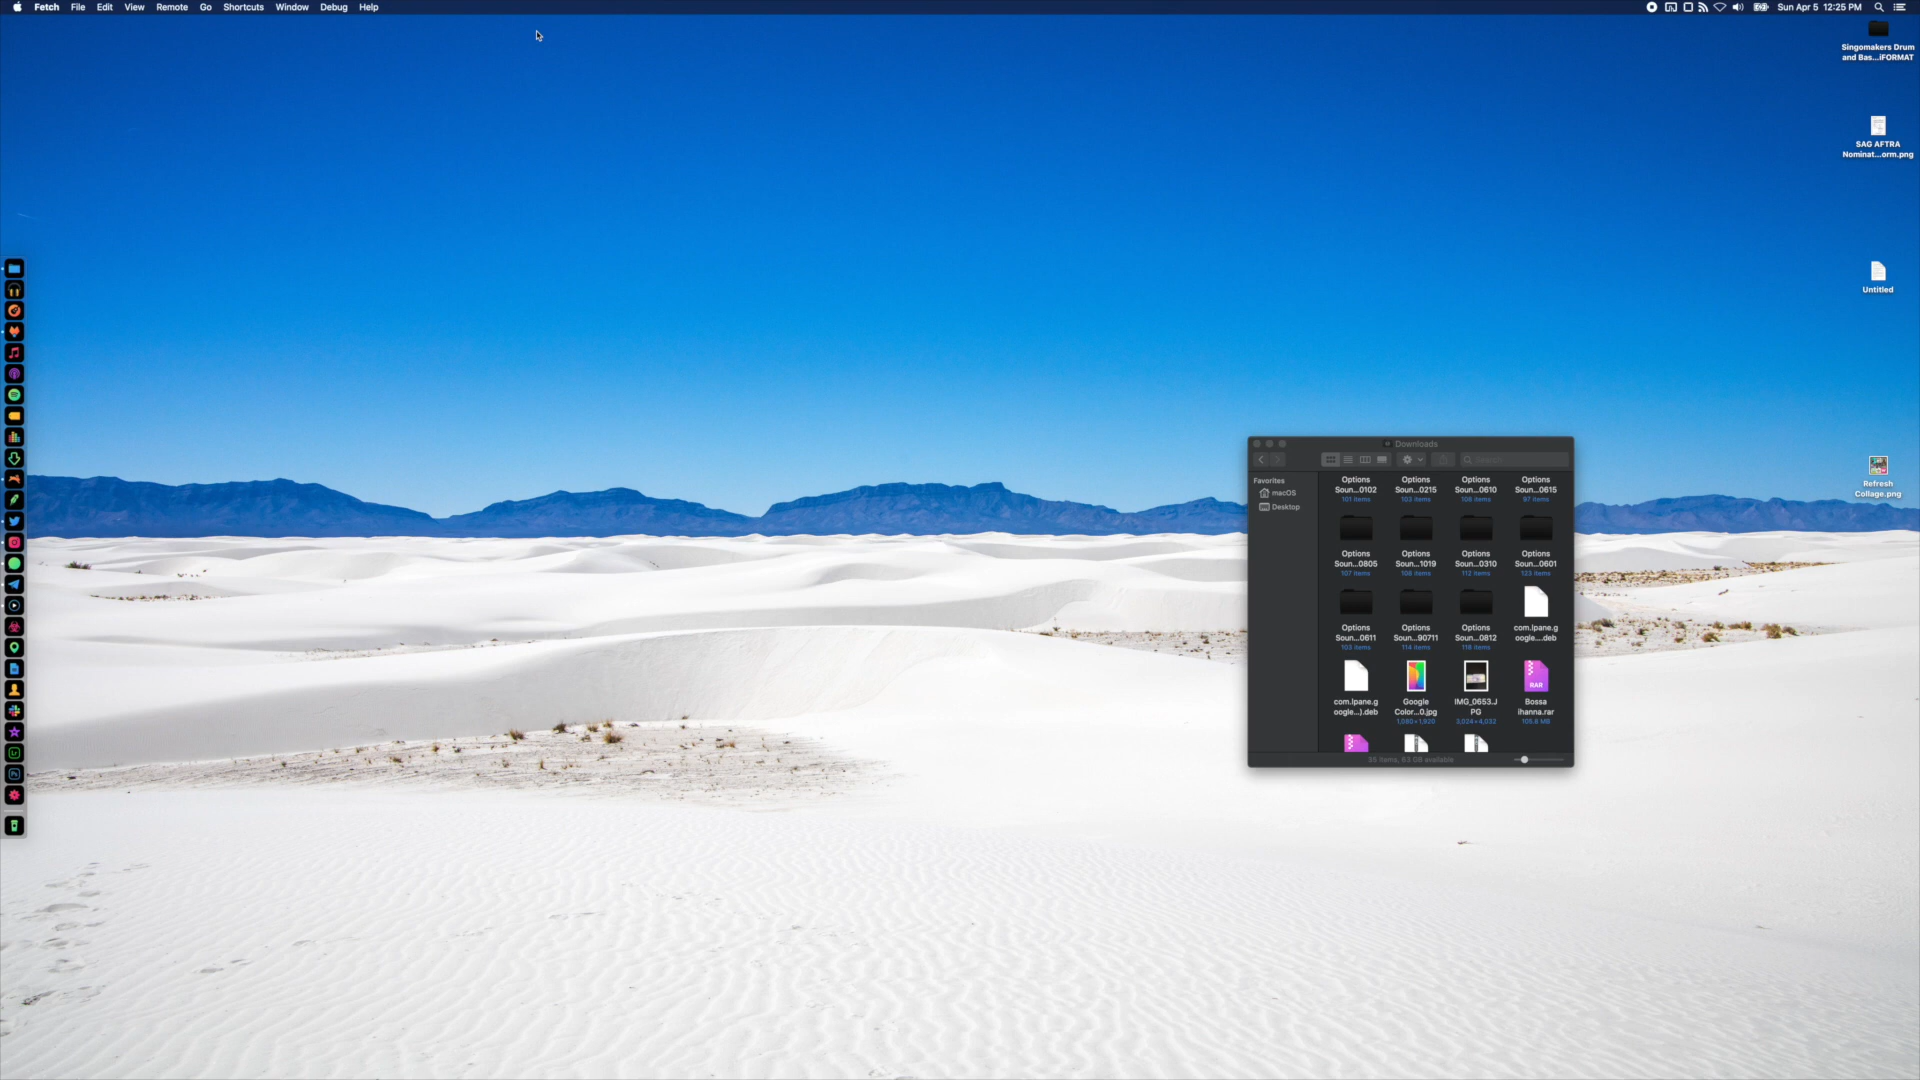 Fetch File Edit View Remote Go Shortcuts Window Debug Help
Sun Apr 5 12:25 PM
Singomakers Drum
and Bas...iFORMAT
SAG AFTRA
Nominat...orm.png
Untitled
Refresh
Collage.png
Downloads
Search
Favorites
macOS
Desktop
Options Options Options Options
Soun...0102 Soun...0215 Soun...0610 Soun...0615
101 items 103 items 108 items 97 items
Options Options Options Options
Soun...0805 Soun...1019 Soun...0310 Soun...0601
107 items 108 items 112 items 123 items
Options Options Options com.lpane.g
Soun...0611 Soun...90711 Soun...0812 oogle....deb
103 items 114 items 118 items
RAR
com.lpane.g Google IMG_0653.J Bossa
oogle...).deb Color...0.jpg PG ihanna.rar
1,080×1,920 3,024×4,032 105.8 MB
35 items, 63 GB available